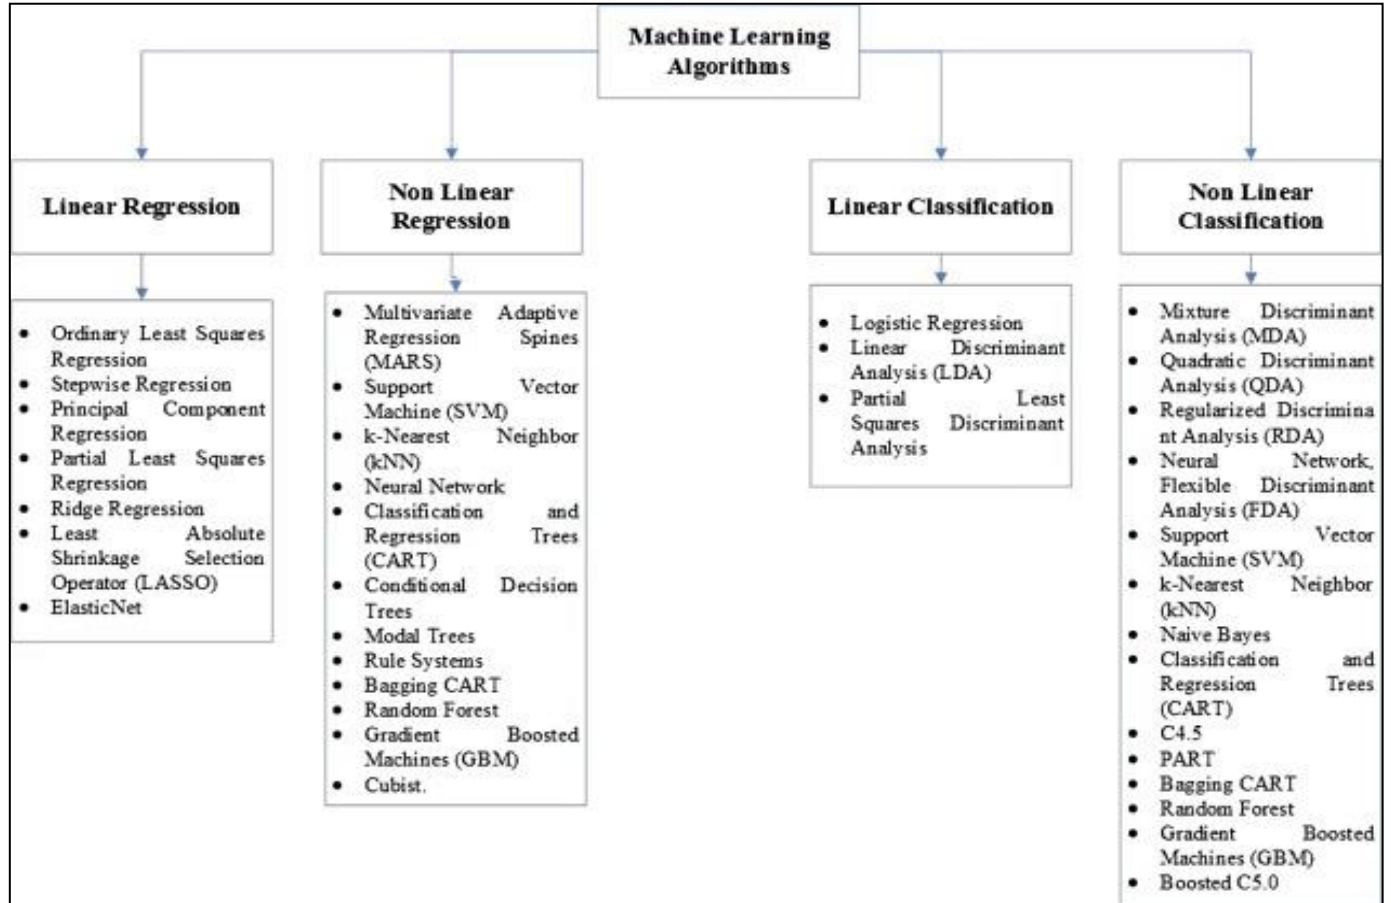 Machine Learning
Algorithms
Linear Regression
Non Linear
Regression
Linear Classification
Non Linear
Classification
• Ordinary Least Squares
Regression
• Stepwise Regression
• Principal Component
Regression
• Partial Least Squares
Regression
• Ridge Regression
• Least Absolute
Shrinkage Selection
Operator (LASSO)
• ElasticNet
• Multivariate Adaptive
Regression Spines
(MARS)
• Support Vector
Machine (SVM)
• k-Nearest Neighbor
(kNN)
• Neural Network
• Classification and
Regression Trees
(CART)
• Conditional Decision
Trees
• Modal Trees
• Rule Systems
• Bagging CART
• Random Forest
• Gradient Boosted
Machines (GBM)
• Cubist.
• Logistic Regression
• Linear Discriminant
Analysis (LDA)
• Partial Least
Squares Discriminant
Analysis
• Mixture Discriminant
Analysis (MDA)
• Quadratic Discriminant
Analysis (QDA)
• Regularized Discrimina
nt Analysis (RDA)
• Neural Network,
Flexible Discriminant
Analysis (FDA)
• Support Vector
Machine (SVM)
• k-Nearest Neighbor
(kNN)
• Naive Bayes
• Classification and
Regression Trees
(CART)
• C4.5
• PART
• Bagging CART
• Random Forest
• Gradient Boosted
Machines (GBM)
• Boosted C5.0